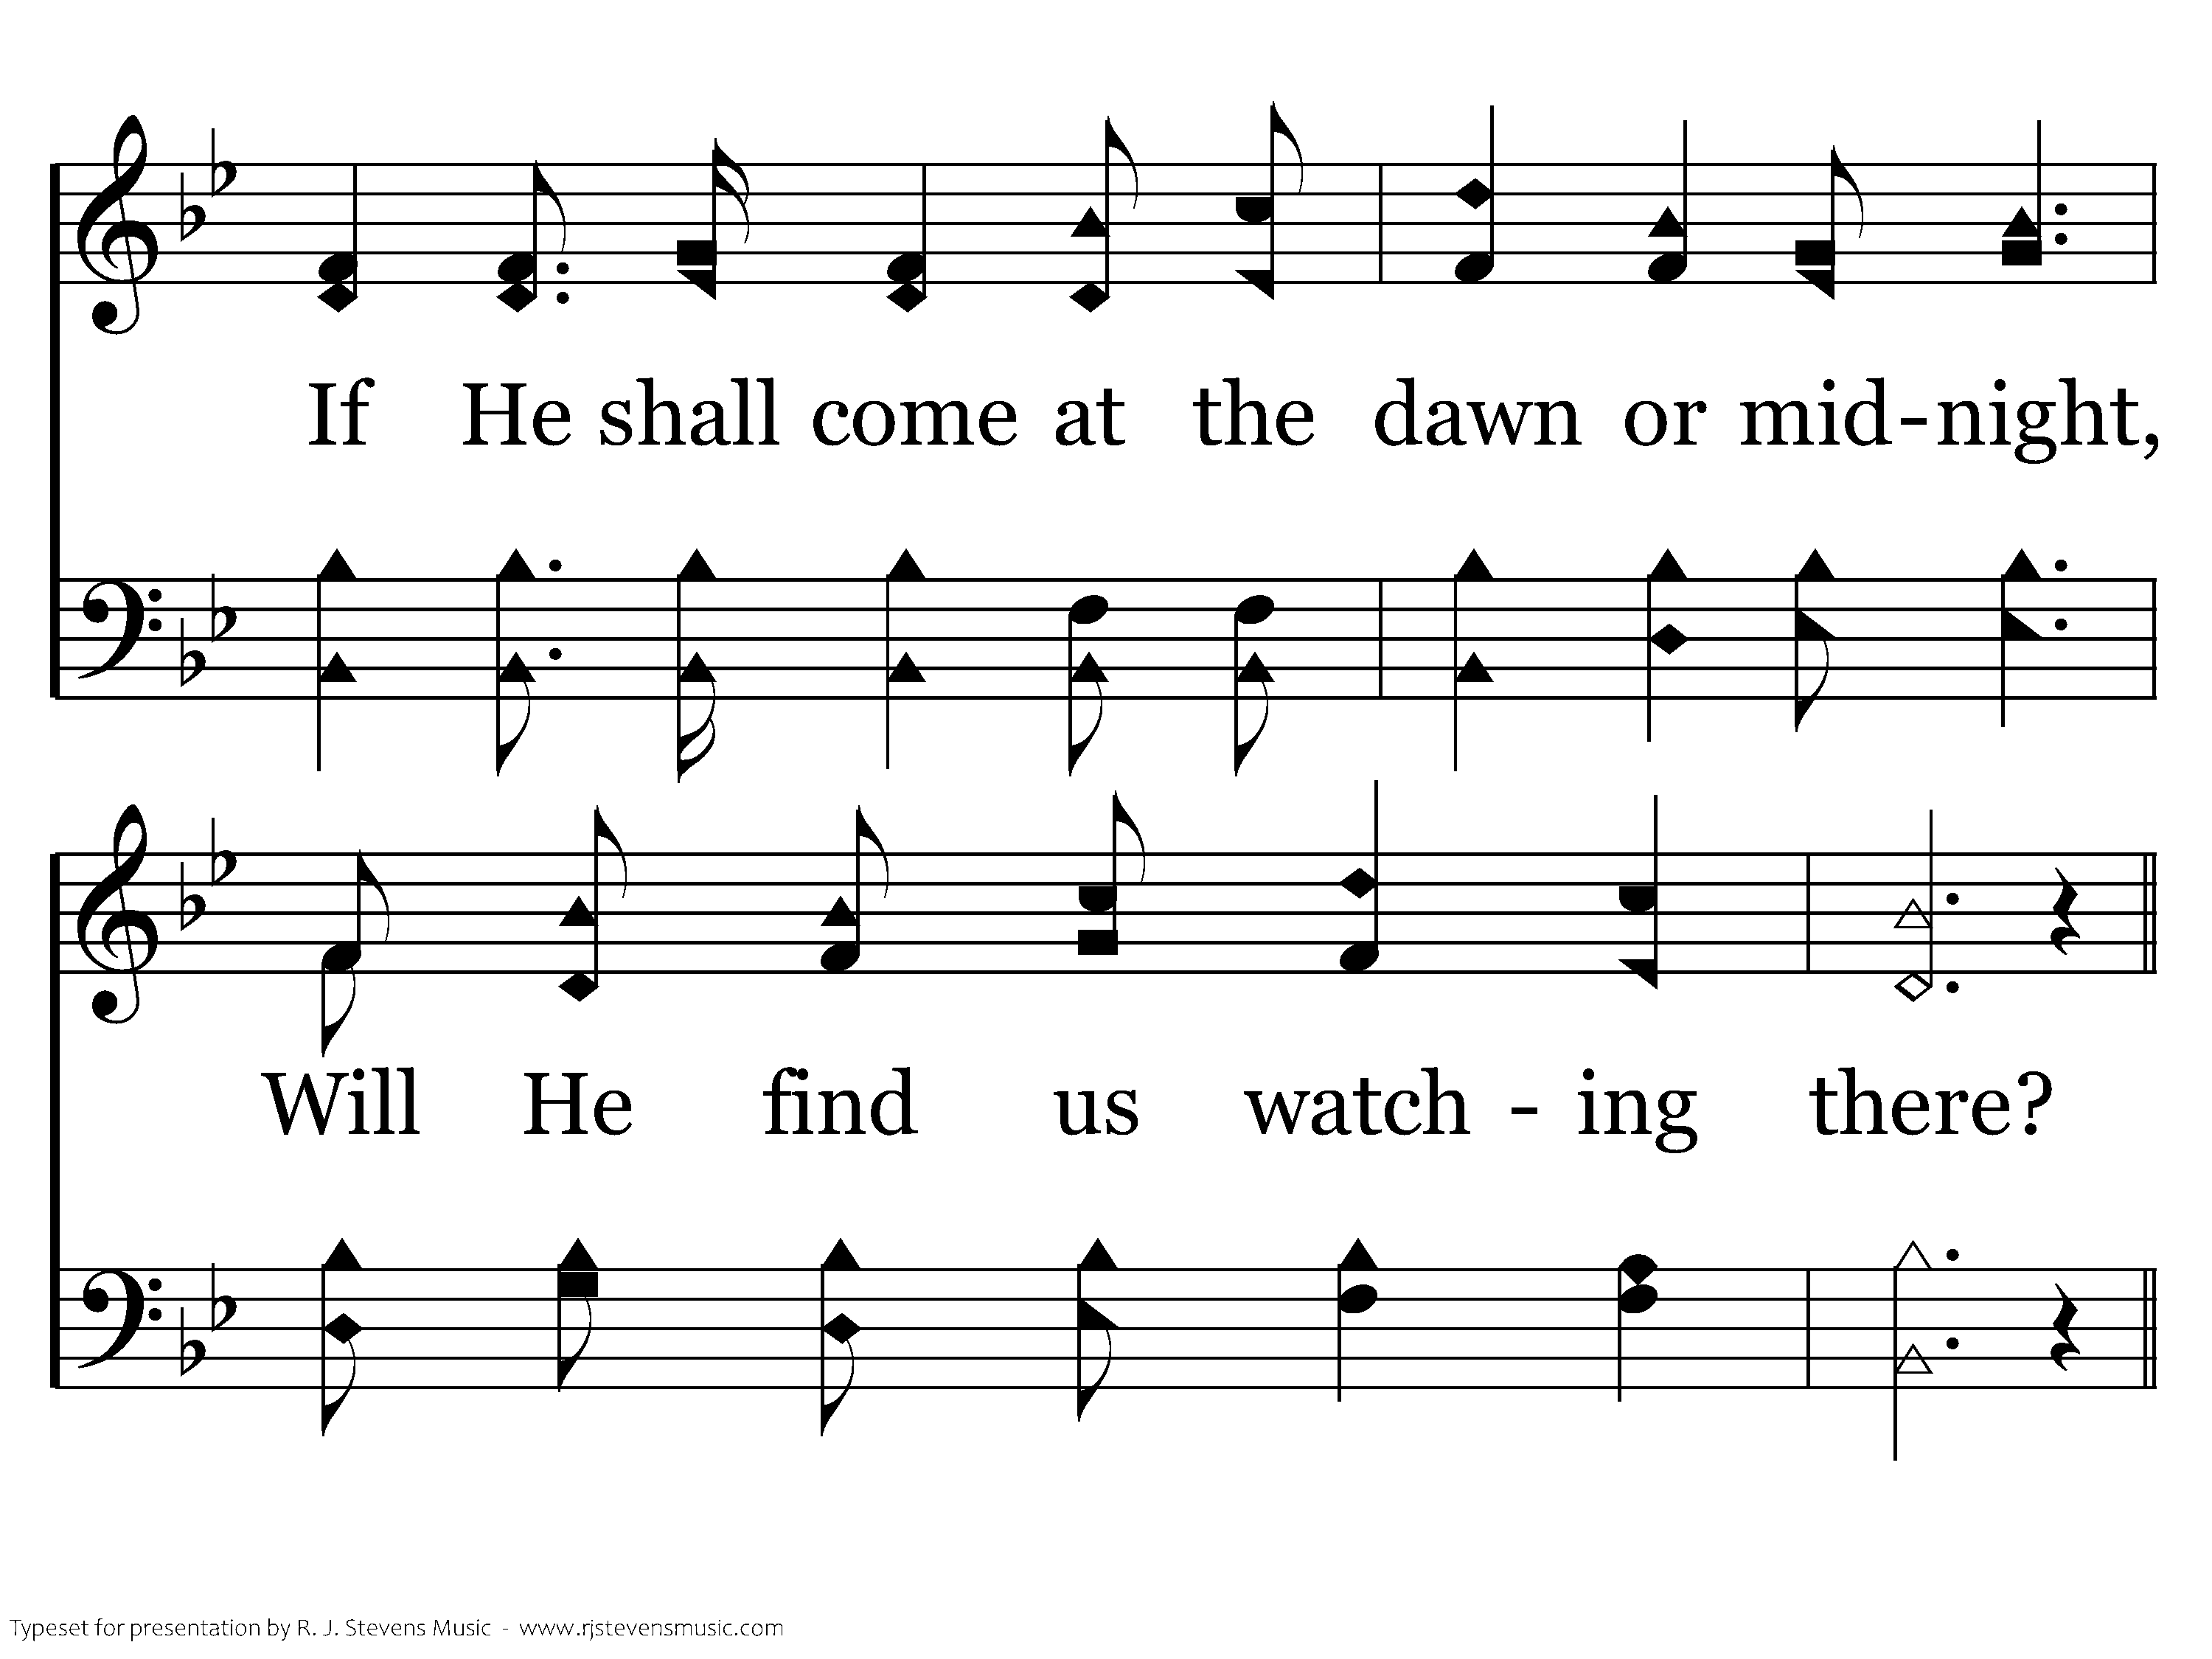 If He shall come at the dawn or mid-night,
Will He find us watch - ing there?
Typeset for presentation by R. J. Stevens Music - www.rjstevensmusic.com